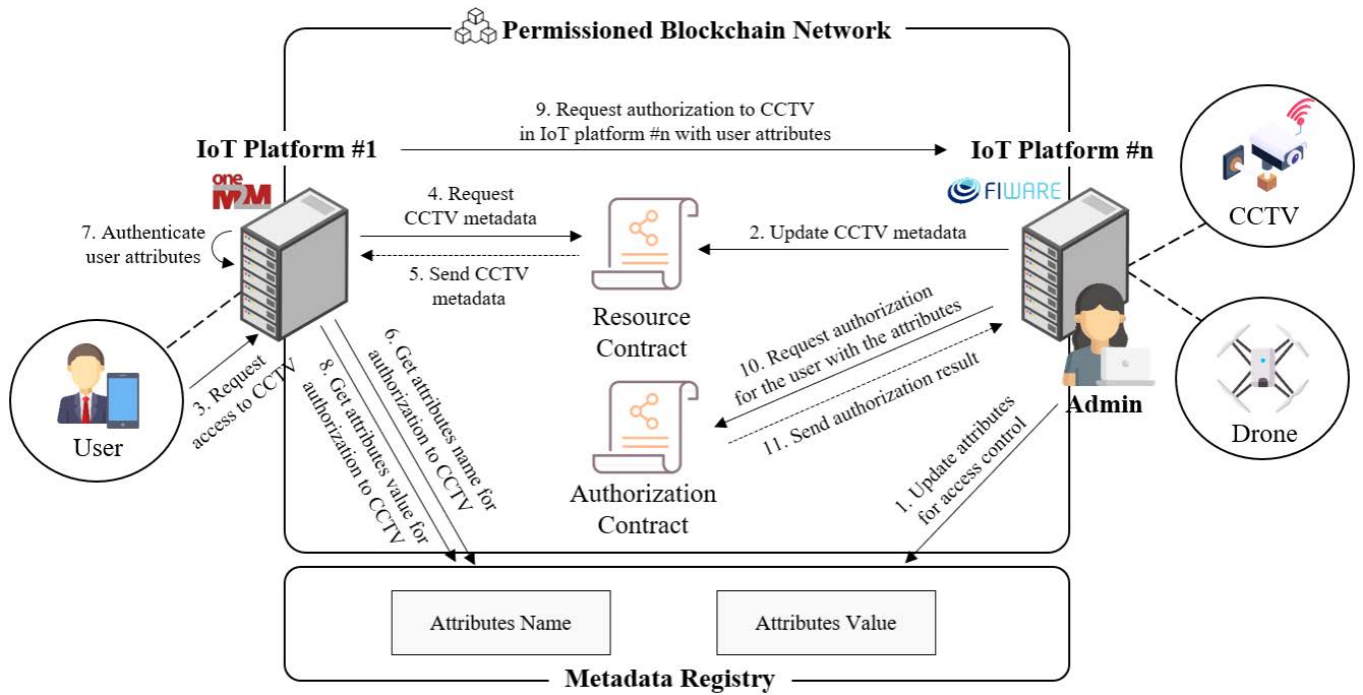 Permissioned Blockchain Network
9. Request authorization to CCTV
in IoT platform #n with user attributes
IoT Platform #1
IoT Platform #n
one
M2M
FIWARE
CCTV
4. Request
CCTV metadata
7. Authenticate
user attributes
2. Update CCTV metadata
5. Send CCTV
metadata
Resource
Contract
6. Get attributes name for
authorization to CCTV
8. Get attributes value for
authorization to CCTV
3. Request
access to CCTV
User
10. Request authorization
for the user with the attributes
11. Send authorization result
Admin
Drone
1. Update attributes
for access control
Authorization
Contract
Attributes Name
Attributes Value
Metadada Registry